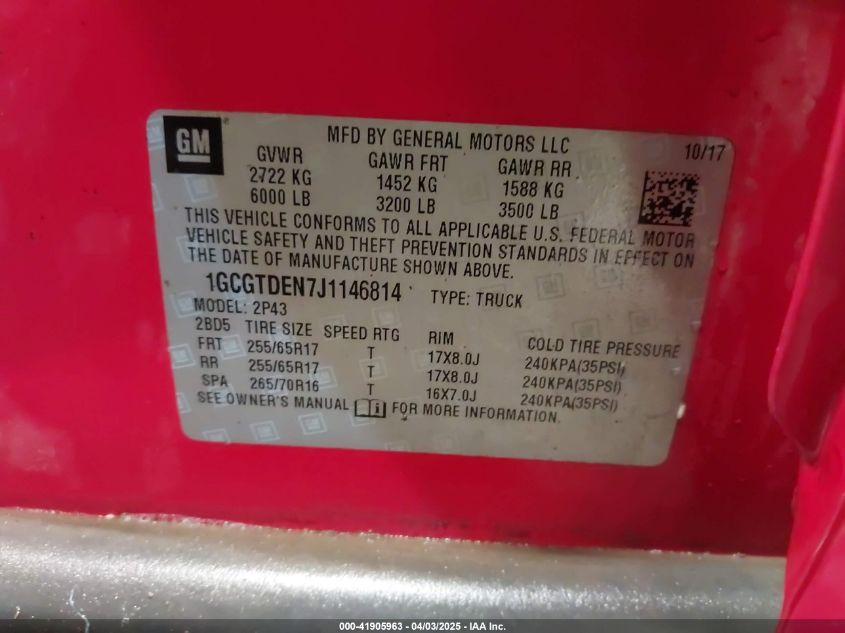 GM
MFD BY GENERAL MOTORS LLC
10/17
GVWR GAWR FRT GAWR RR
2722 KG 1452 KG 1588 KG
6000 LB 3200 LB 3500 LB
THIS VEHICLE CONFORMS TO ALL APPLICABLE U.S. FEDERAL MOTOR
VEHICLE SAFETY AND THEFT PREVENTION STANDARDS IN EFFECT ON
THE DATE OF MANUFACTURE SHOWN ABOVE.
1GCGTDEN7J1146814 TYPE: TRUCK
MODEL: 2P43
2BD5 TIRE SIZE SPEED RTG RIM COLD TIRE PRESSURE
FRT 255/65R17 T 17X8.0J 240KPA(35PSI)
RR 255/65R17 T 17X8.0J 240KPA(35PSI)
SPA 265/70R16 T 16X7.0J 240KPA(35PSI)
SEE OWNER'S MANUAL FOR MORE INFORMATION.
000-41905963 - 04/03/2025 - IAA Inc.